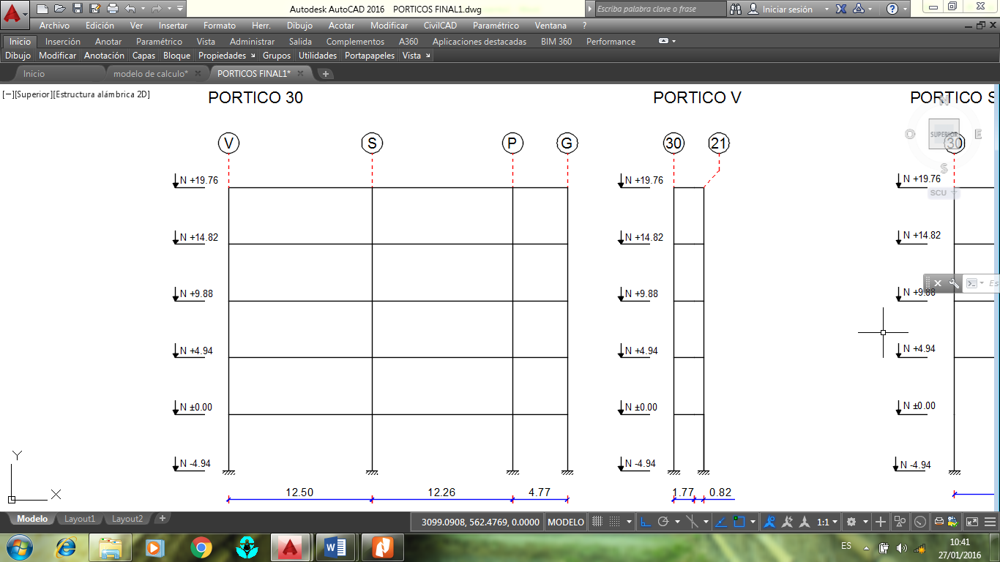 Autodesk AutoCAD 2016 PORTICOS FINAL1.dwg
Escriba palabra clave o frase
Iniciar sesión
?
Archivo Edición Ver Insertar Formato Herr. Dibujo Acotar Modificar CivilCAD Paramétrico Ventana ?
Inicio Inserción Anotar Paramétrico Vista Administrar Salida Complementos A360 Aplicaciones destacadas BIM 360 Performance
Dibujo Modificar Anotación Capas Bloque Propiedades Grupos Utilidades Portapapeles Vista
Inicio modelo de calculo* PORTICOS FINAL1*
[−][Superior][Estructura alámbrica 2D]
PORTICO 30 PORTICO V PORTICO S
N
O SUPERIOR E
S
SCU
V S P G 30 21 30
N +19.76 N +19.76 N +19.76
N +14.82 N +14.82 N +14.82
N +9.88 N +9.88 N +9.88
Es
N +4.94 N +4.94 N +4.94
N ±0.00 N ±0.00 N ±0.00
N -4.94 N -4.94 N -4.94
12.50 12.26 4.77 1.77 0.82
Y
X
Modelo Layout1 Layout2
3099.0908, 562.4769, 0.0000 MODELO 1:1
ES
10:41
27/01/2016